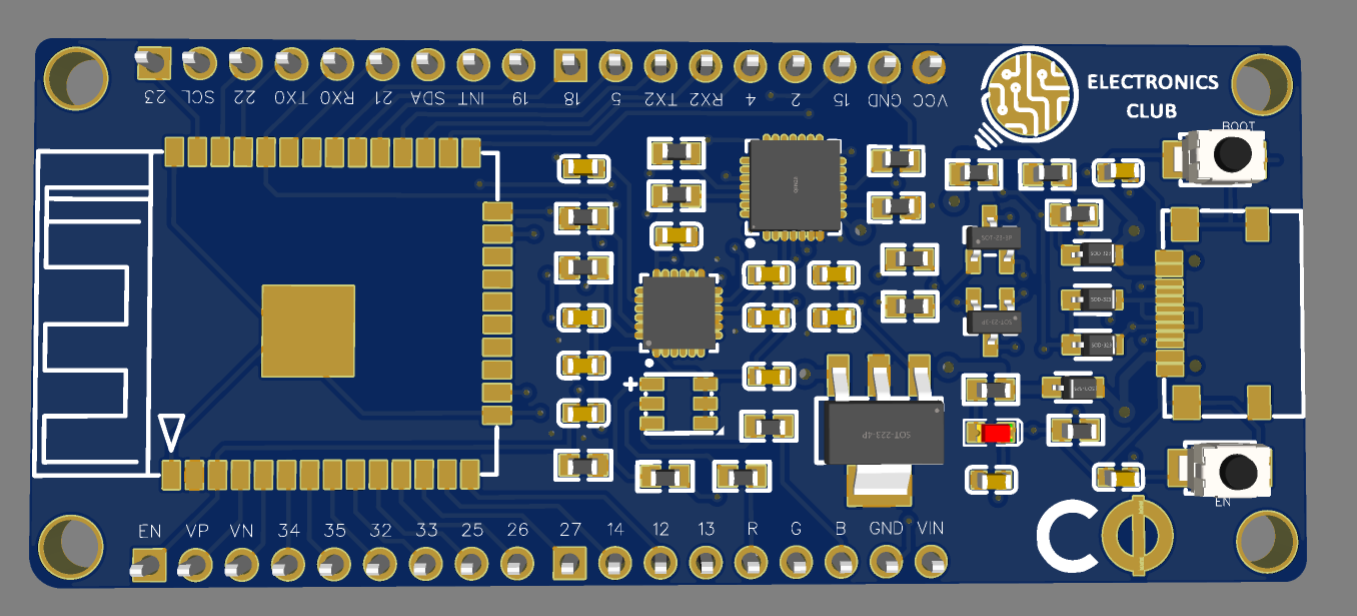 23 SCL 22 TX0 RX0 21 SDA INT 19 18 5 TX2 RX2 4 2 15 GND VCC
ELECTRONICS
CLUB
BOOT
+
SOT-223-4P
EN
EN VP VN 34 35 32 33 25 26 27 14 12 13 R G B GND VIN